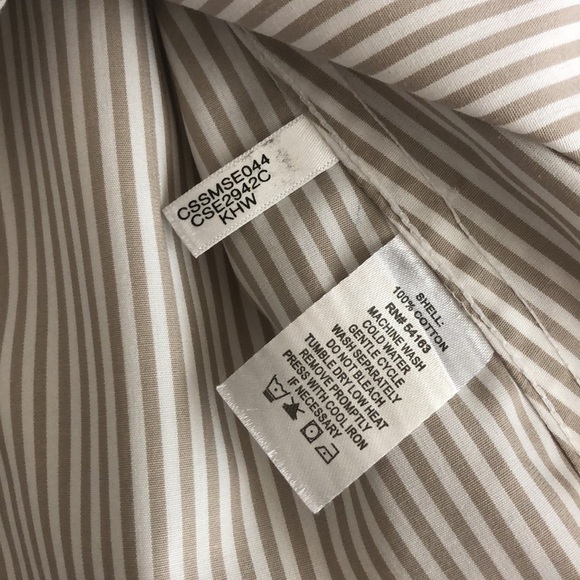 CSSMSE044
CSE2942C
KHW
SHELL:
100% COTTON
RN# 54163
MACHINE WASH
COLD WATER
GENTLE CYCLE
WASH SEPARATELY
DO NOT BLEACH
TUMBLE DRY LOW HEAT
REMOVE PROMPTLY
PRESS WITH COOL IRON
IF NECESSARY